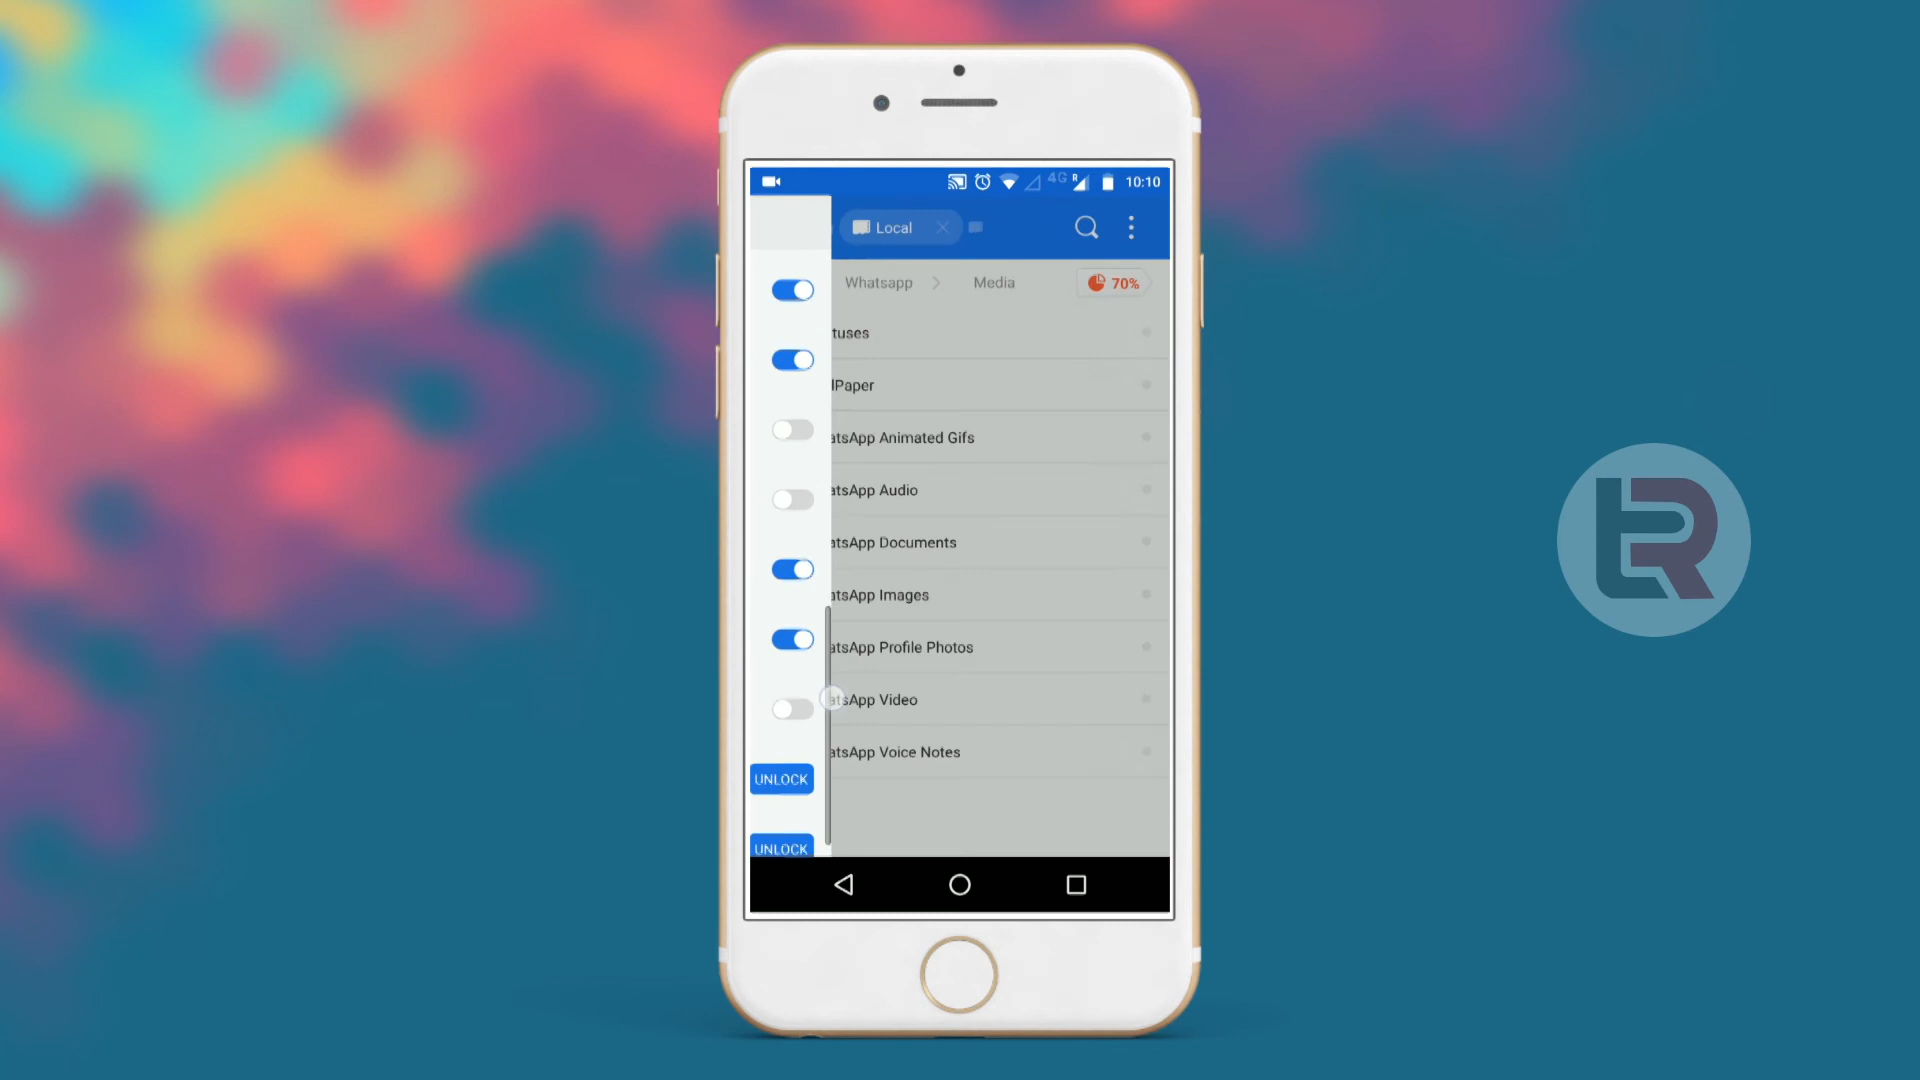 4G R 10:10
Local
Whatsapp > Media 70%
tuses
lPaper
atsApp Animated Gifs
atsApp Audio
atsApp Documents
atsApp Images
atsApp Profile Photos
atsApp Video
atsApp Voice Notes
UNLOCK
UNLOCK